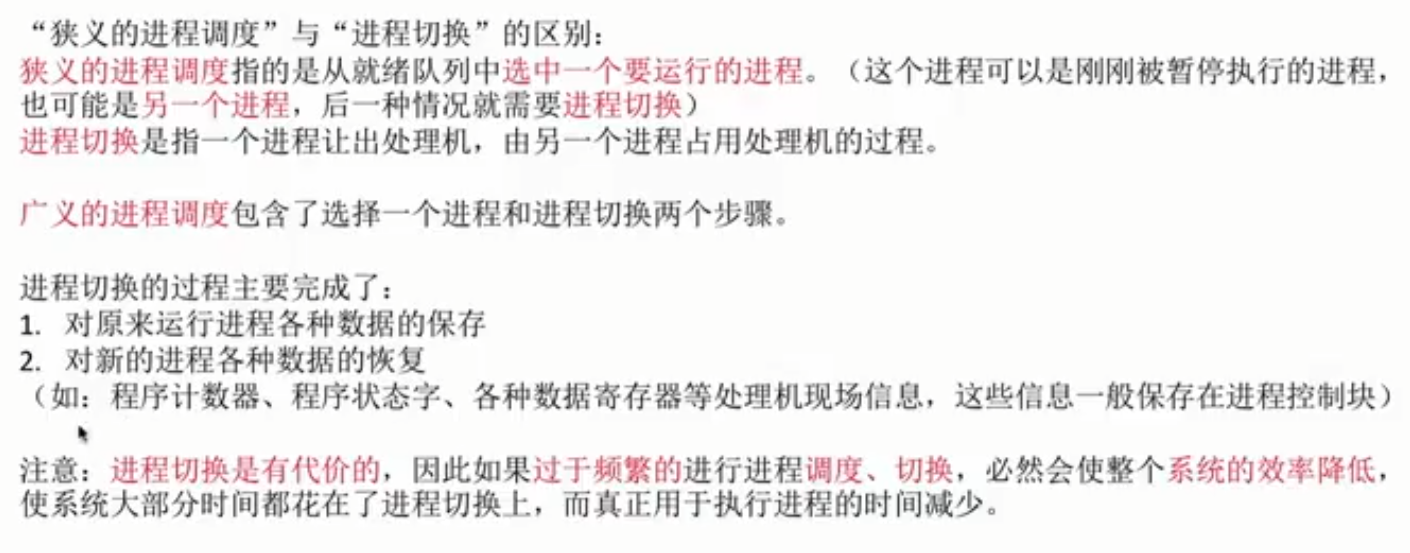 “狭义的进程调度”与“进程切换”的区别：
狭义的进程调度指的是从就绪队列中选中一个要运行的进程。（这个进程可以是刚刚被暂停执行的进程，
也可能是另一个进程，后一种情况就需要进程切换）
进程切换是指一个进程让出处理机，由另一个进程占用处理机的过程。
广义的进程调度包含了选择一个进程和进程切换两个步骤。
进程切换的过程主要完成了：
1. 对原来运行进程各种数据的保存
2. 对新的进程各种数据的恢复
（如：程序计数器、程序状态字、各种数据寄存器等处理机现场信息，这些信息一般保存在进程控制块）
注意：进程切换是有代价的，因此如果过于频繁的进行进程调度、切换，必然会使整个系统的效率降低，
使系统大部分时间都花在了进程切换上，而真正用于执行进程的时间减少。